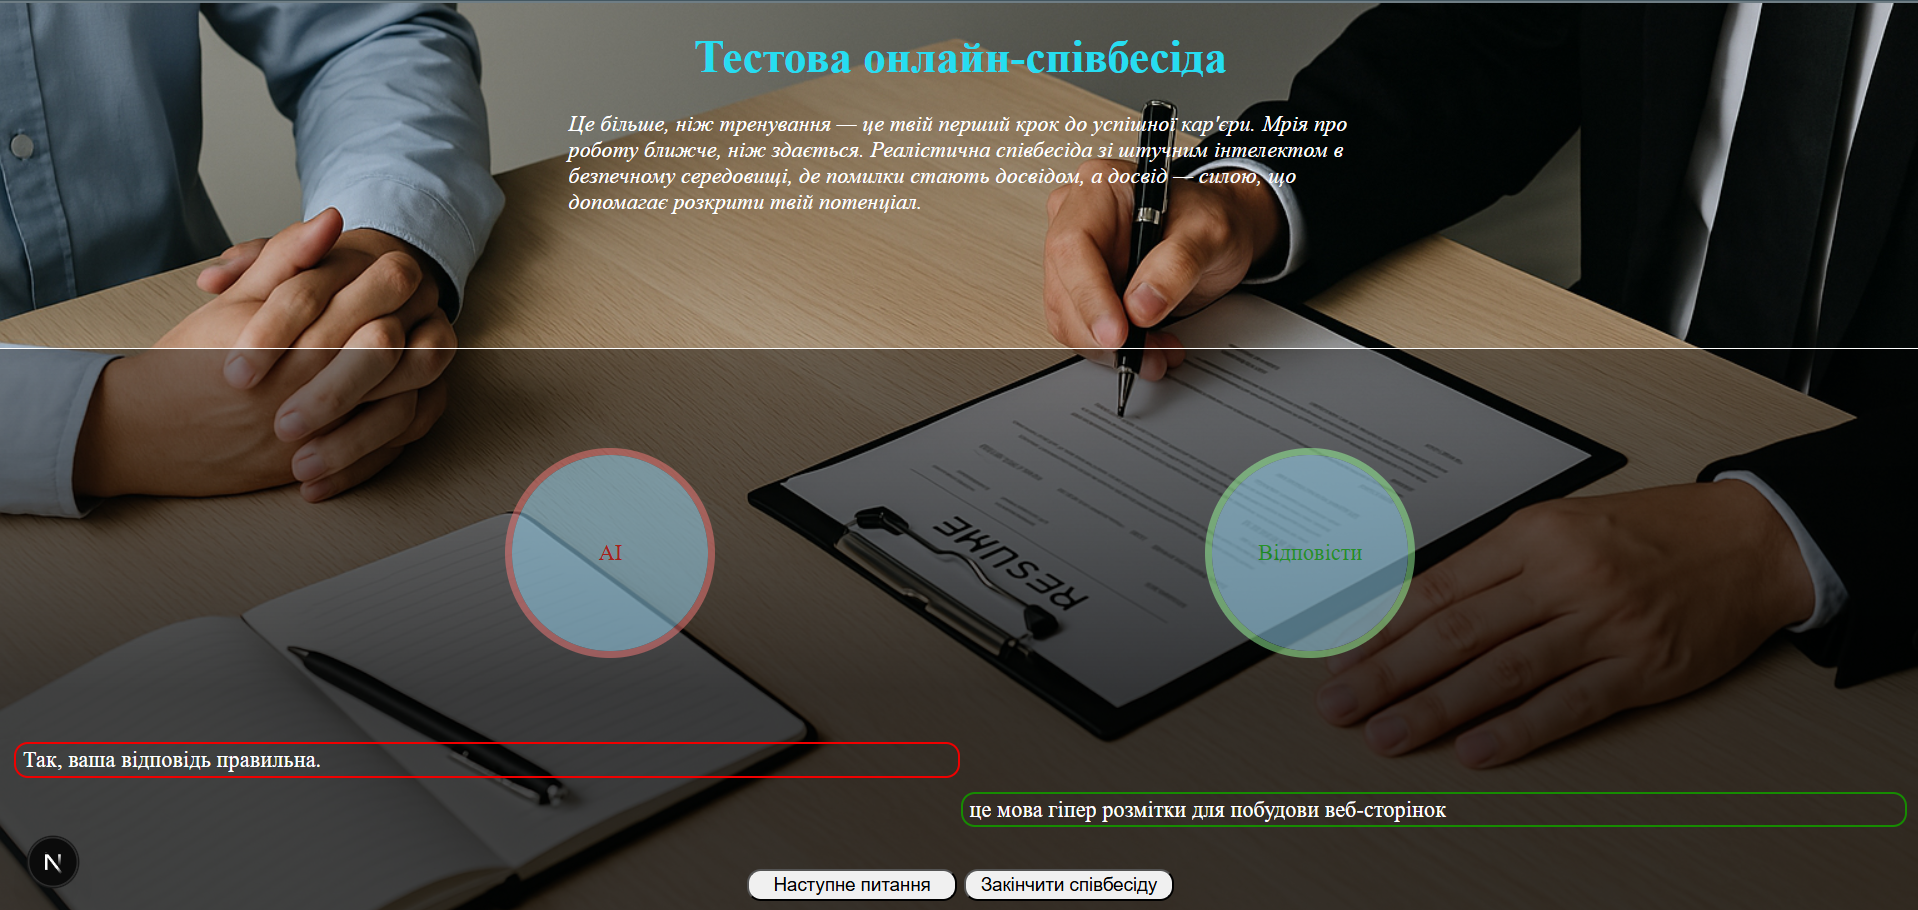 Тестова онлайн-співбесіда
Це більше, ніж тренування — це твій перший крок до успішної кар'єри. Мрія про
роботу ближче, ніж здається. Реалістична співбесіда зі штучним інтелектом в
безпечному середовищі, де помилки стають досвідом, а досвід — силою, що
допомагає розкрити твій потенціал.
RESUME
AI
Відповісти
Так, ваша відповідь правильна.
це мова гіпер розмітки для побудови веб-сторінок
N
Наступне питання
Закінчити співбесіду